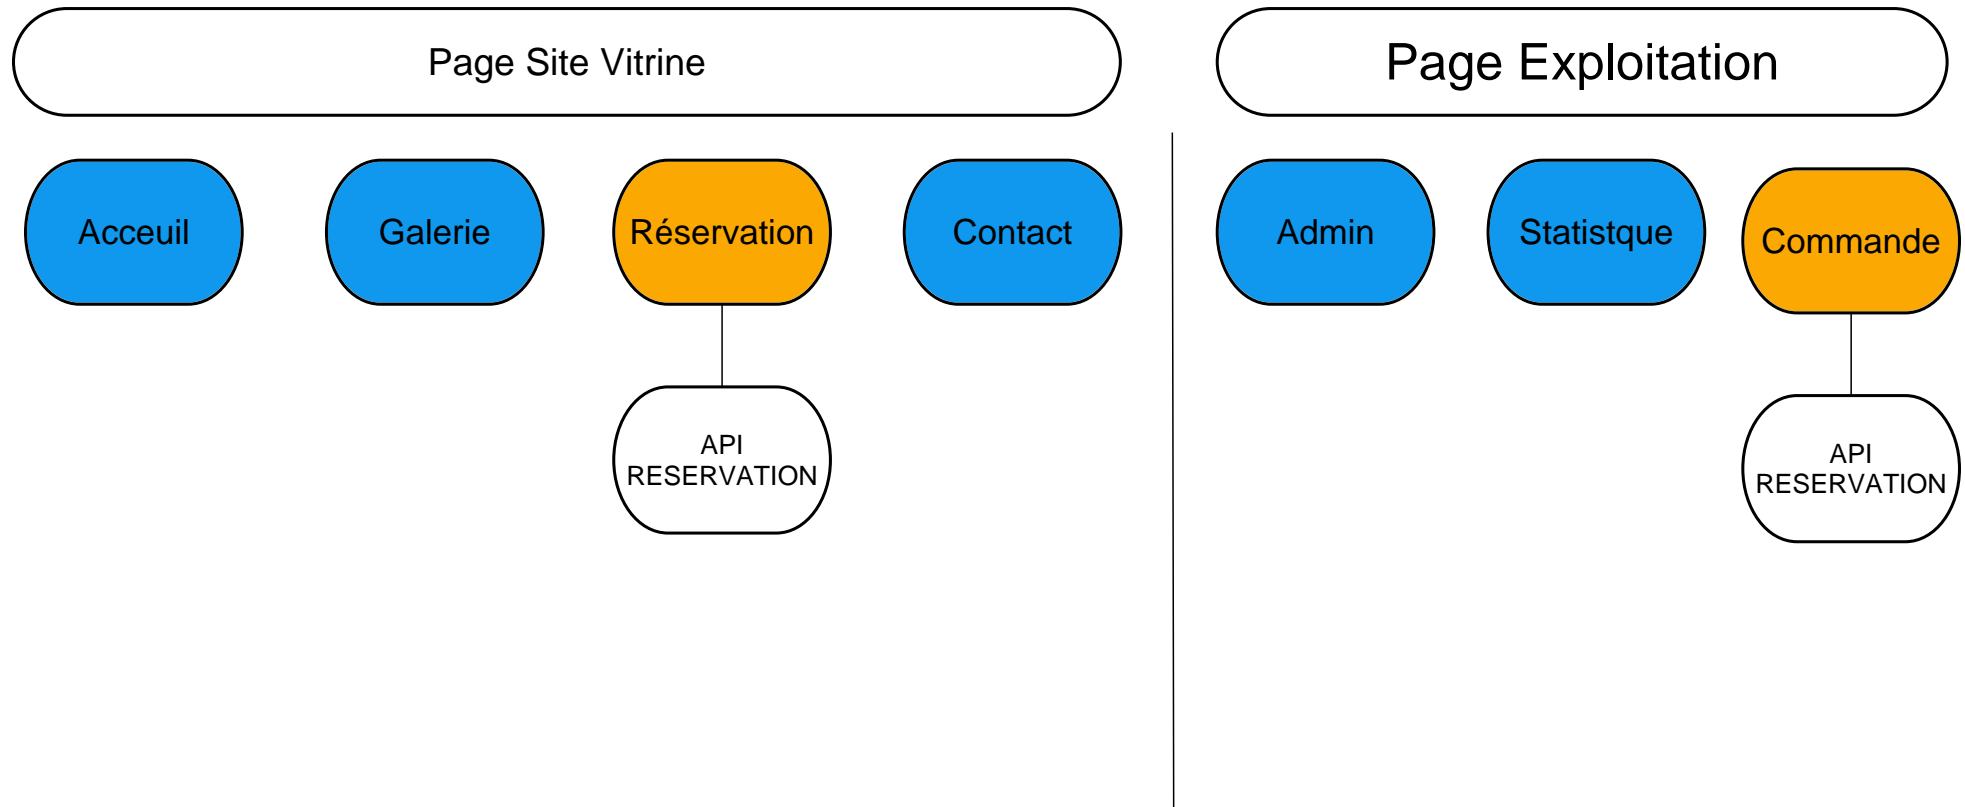 Page Site Vitrine
Page Exploitation
Acceuil
Galerie
Réservation
Contact
Admin
Statistque
Commande
API
RESERVATION
API
RESERVATION